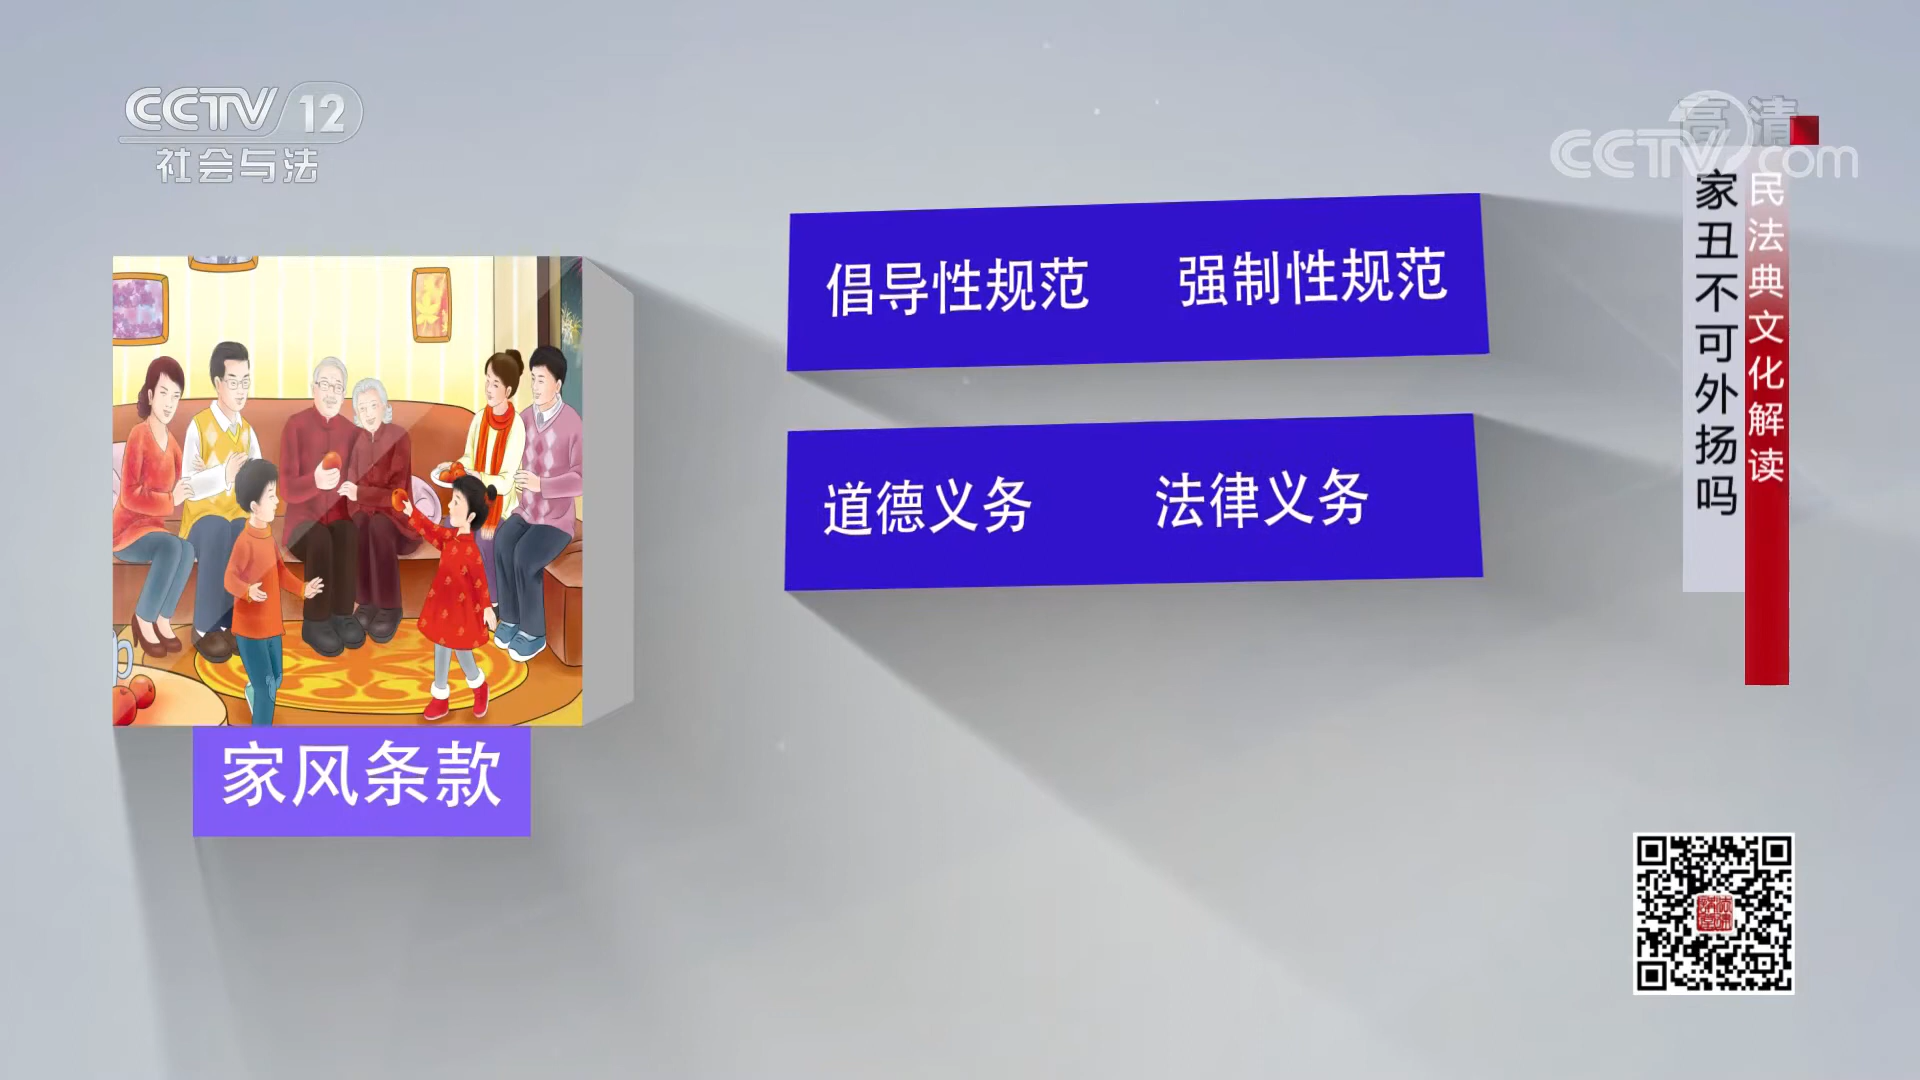 CCTV 12
社会与法
高清
CCTV.com
民法典文化解读
家丑不可外扬吗
倡导性规范 强制性规范
道德义务 法律义务
家风条款